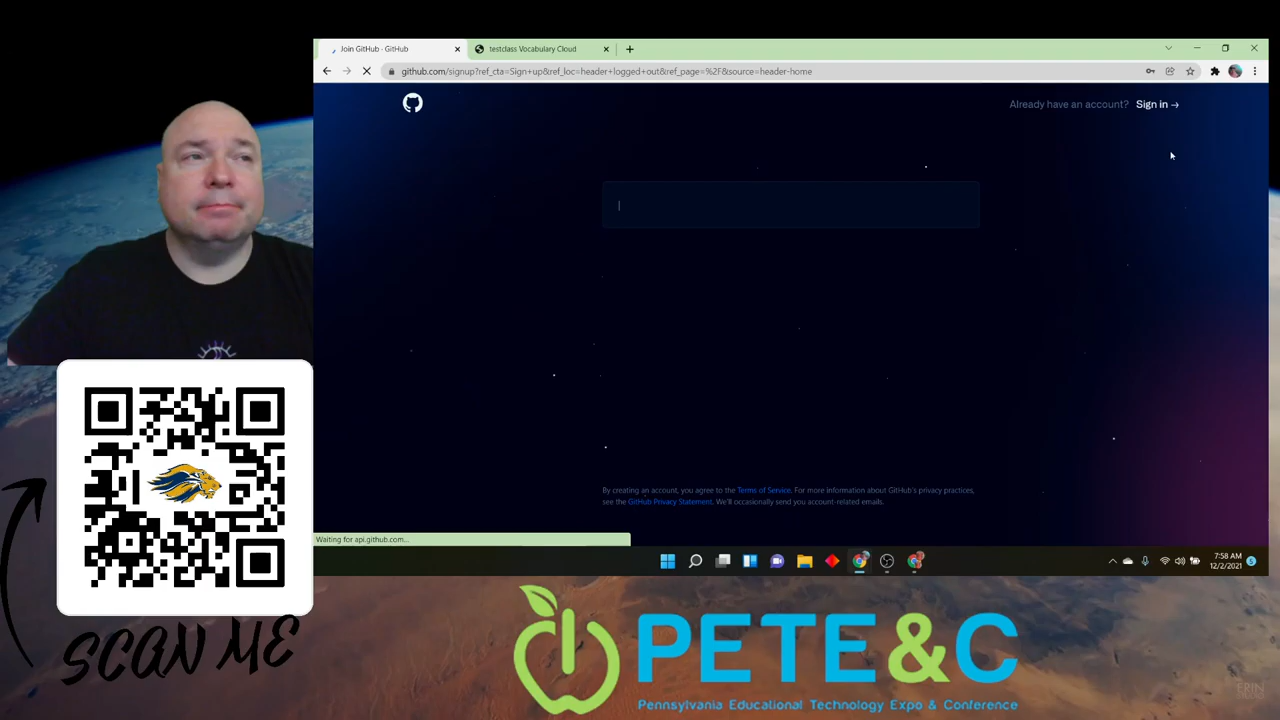 Join GitHub · GitHub
testclass Vocabulary Cloud
github.com/signup?ref_cta=Sign+up&ref_loc=header+logged+out&ref_page=%2F&source=header-home
Already have an account? Sign in →
By creating an account, you agree to the Terms of Service. For more information about GitHub's privacy practices,
see the GitHub Privacy Statement. We'll occasionally send you account-related emails.
Waiting for api.github.com...
7:58 AM
12/2/2021
SCAN ME
PETE&C
Pennsylvania Educational Technology Expo & Conference